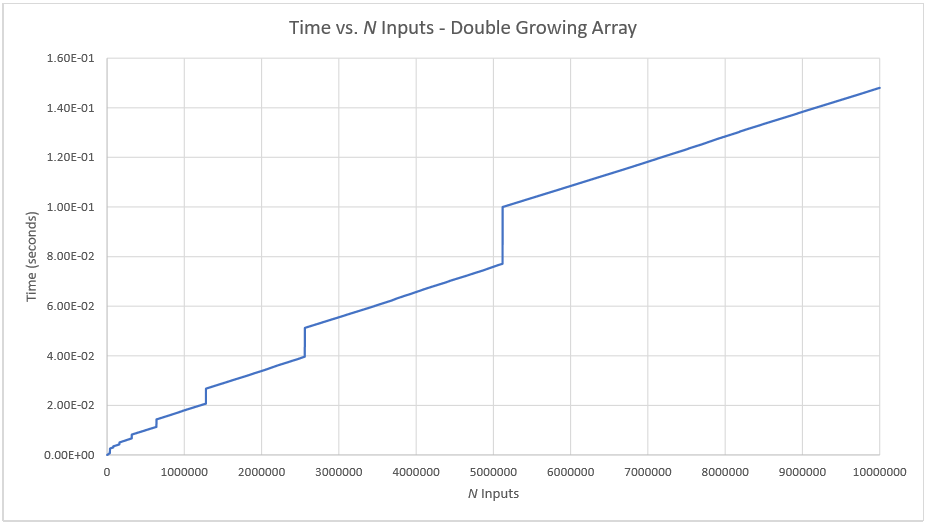 Time vs. N Inputs - Double Growing Array
1.60E-01
1.40E-01
1.20E-01
1.00E-01
8.00E-02
6.00E-02
4.00E-02
2.00E-02
0.00E+00
Time (seconds)
0 1000000 2000000 3000000 4000000 5000000 6000000 7000000 8000000 9000000 10000000
N Inputs